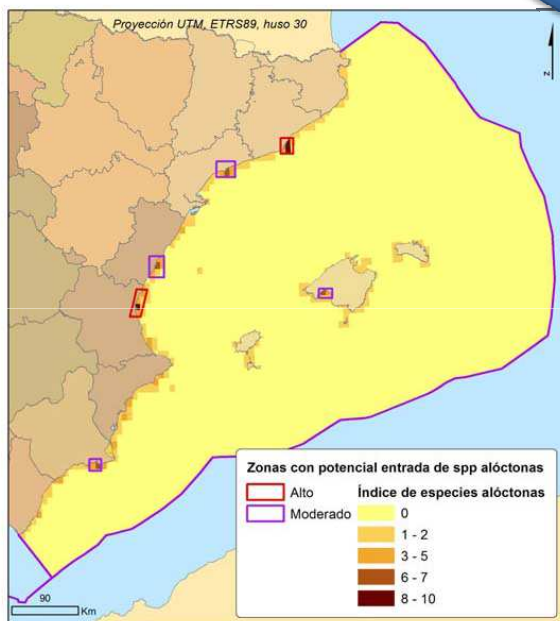 Proyección UTM, ETRS89, huso 30
z
Zonas con potencial entrada de spp alóctonas
Alto
Moderado
Índice de especies alóctonas
0
1 - 2
3 - 5
6 - 7
8 - 10
90
Km